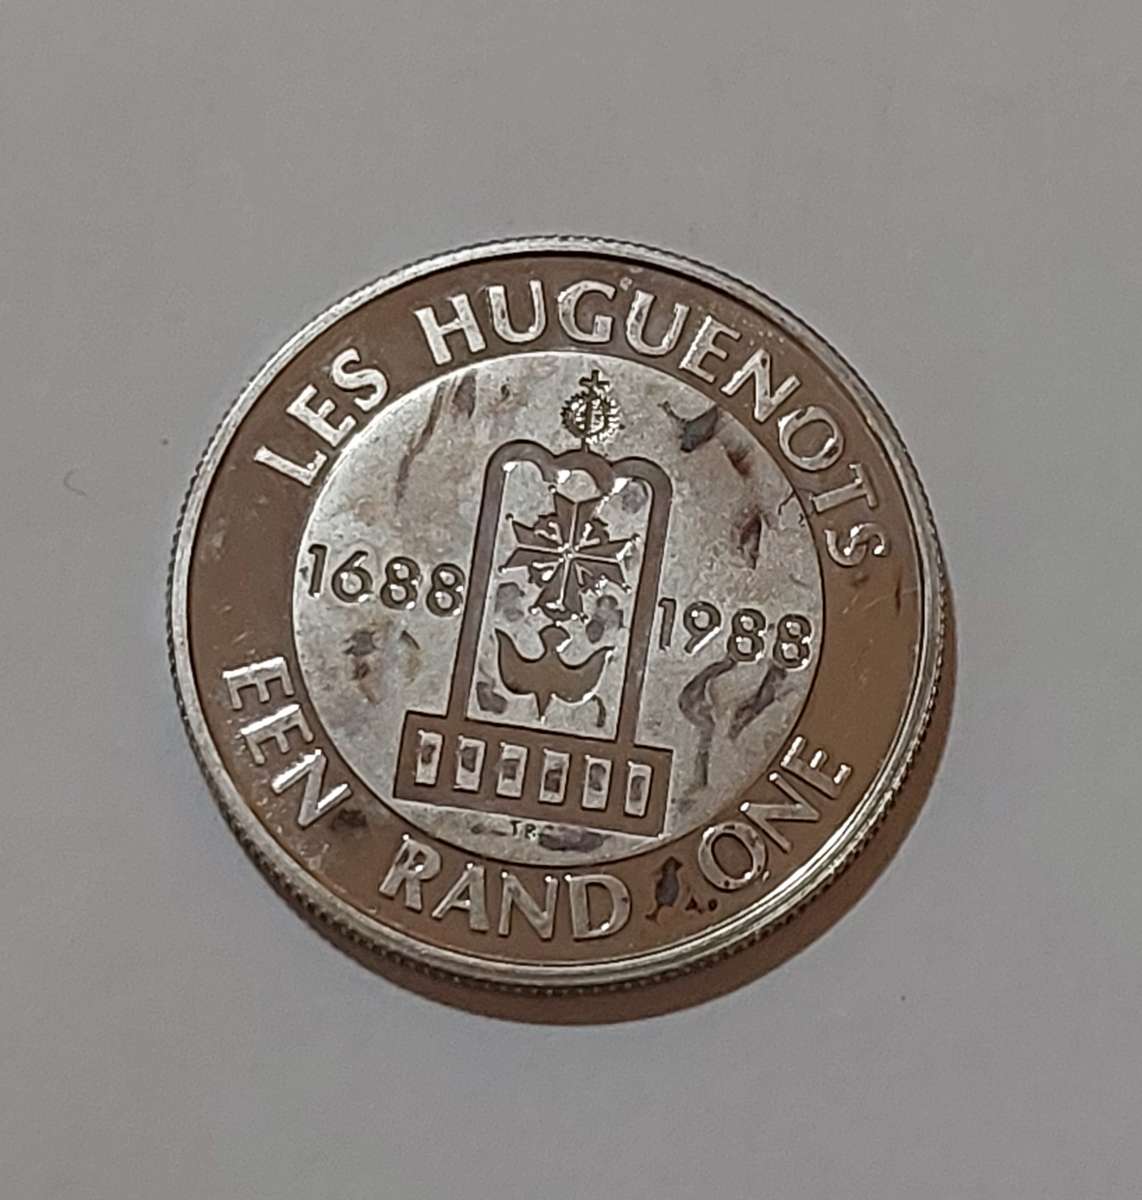 LES HUGUENOTS
1688 1988
EEN RAND ONE